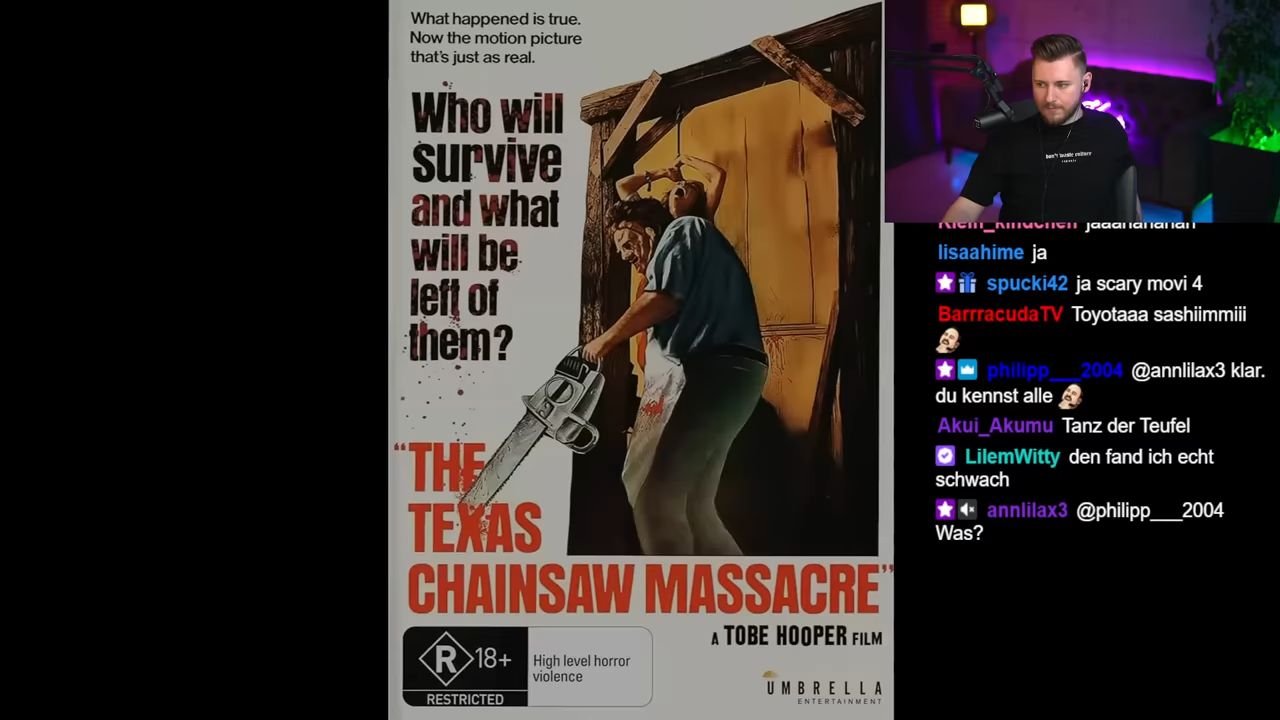 What happened is true.
Now the motion picture
that's just as real.
Who will
survive
and what
will be
left of
them?
"THE
TEXAS
CHAINSAW MASSACRE"
A TOBE HOOPER FILM
R 18+
RESTRICTED
High level horror
violence
UMBRELLA
ENTERTAINMENT
don't waste culture
lisaahime ja
spucki42 ja scary movi 4
BarrracudaTV Toyotaaa sashiimmiii
philipp___2004 @annlilax3 klar.
du kennst alle
Akui_Akumu Tanz der Teufel
LilemWitty den fand ich echt
schwach
annlilax3 @philipp___2004
Was?